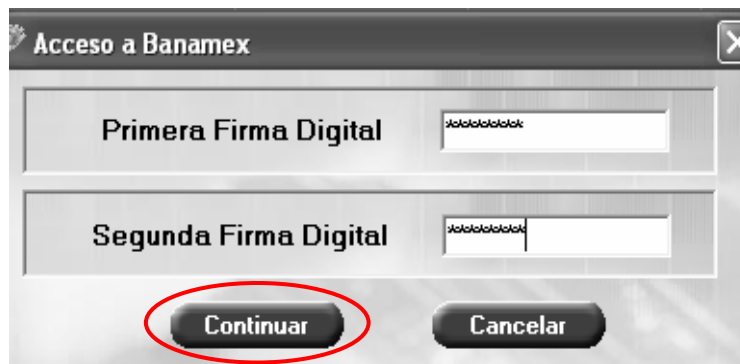 Acceso a Banamex
Primera Firma Digital **********
Segunda Firma Digital **********
Continuar Cancelar